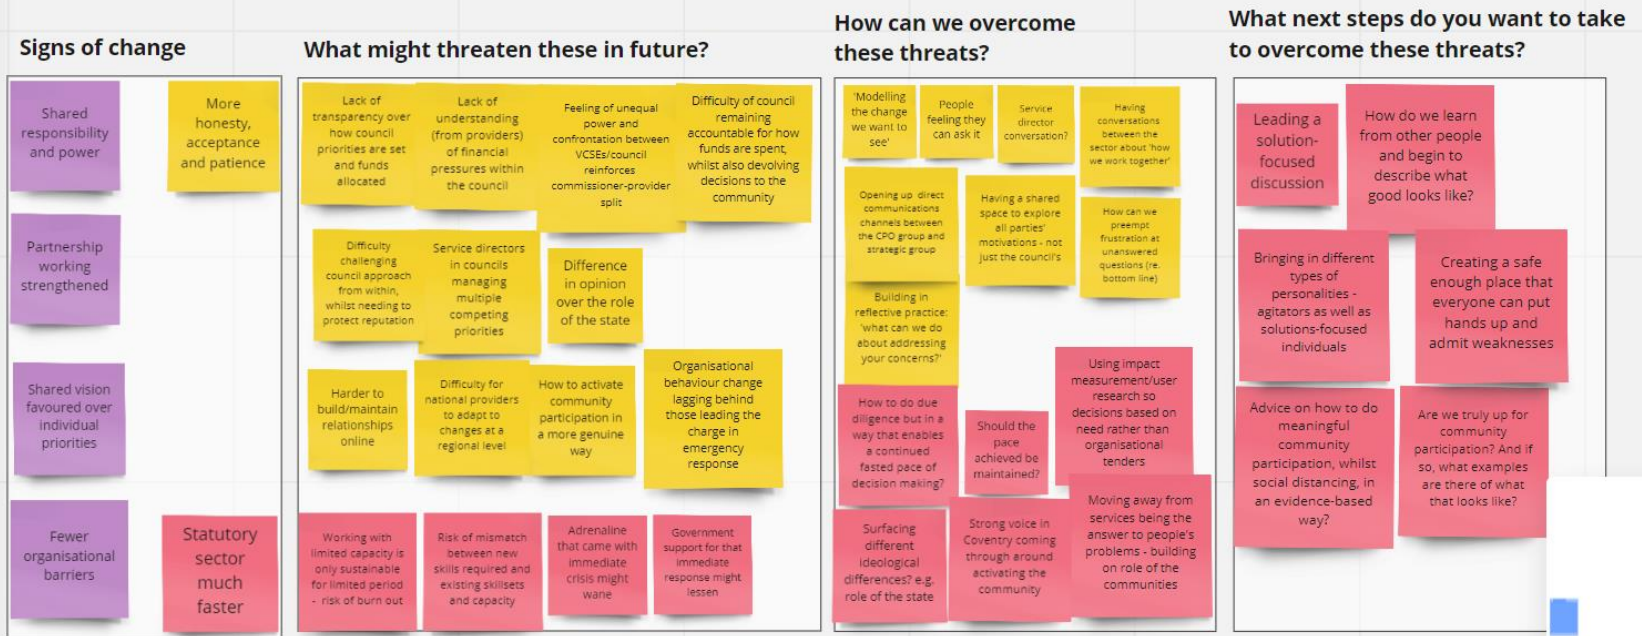 Signs of change
Shared
responsibility
and power
More
honesty,
acceptance
and patience
Partnership
working
strengthened
Shared vision
favoured over
individual
priorities
Fewer
organisational
barriers
Statutory
sector
much
faster
What might threaten these in future?
Lack of
transparency over
how council
priorities are set
and funds
allocated
Lack of
understanding
(from providers)
of financial
pressures within
the council
Feeling of unequal
power and
confrontation between
VCSEs/council
reinforces
commissioner-provider
split
Difficulty of council
remaining
accountable for how
funds are spent,
whilst also devolving
decisions to the
community
Difficulty
challenging
council approach
from within,
whilst needing to
protect reputation
Service directors
in councils
managing
multiple
competing
priorities
Difference
in opinion
over the role
of the state
Harder to
build/maintain
relationships
online
Difficulty for
national providers
to adapt to
changes at a
regional level
How to activate
community
participation in
a more genuine
way
Organisational
behaviour change
lagging behind
those leading the
charge in
emergency
response
Working with
limited capacity is
only sustainable
for limited period
- risk of burn out
Risk of mismatch
between new
skills required and
existing skillsets
and capacity
Adrenaline
that came with
immediate
crisis might
wane
Government
support for that
immediate
response might
lessen
How can we overcome
these threats?
'Modelling
the change
we want to
see'
People
feeling they
can ask it
Service
director
conversation?
Having
conversations
between the
sector about 'how
we work together'
Opening up direct
communications
channels between
the CPO group and
strategic group
Having a shared
space to explore
all parties'
motivations - not
just the council's
How can we
preempt
frustration at
unanswered
questions (re.
bottom line)
Building in
reflective practice:
'what can we do
about addressing
your concerns?'
How to do due
diligence but in a
way that enables
a continued
fasted pace of
decision making?
Should the
pace
achieved be
maintained?
Using impact
measurement/user
research so
decisions based on
need rather than
organisational
tenders
Surfacing
different
ideological
differences? e.g.
role of the state
Strong voice in
Coventry coming
through around
activating the
community
Moving away from
services being the
answer to people's
problems - building
on role of the
communities
What next steps do you want to take
to overcome these threats?
Leading a
solution-
focused
discussion
How do we learn
from other people
and begin to
describe what
good looks like?
Bringing in different
types of
personalities -
agitators as well as
solutions-focused
individuals
Creating a safe
enough place that
everyone can put
hands up and
admit weaknesses
Advice on how to do
meaningful
community
participation, whilst
social distancing, in
an evidence-based
way?
Are we truly up for
community
participation? And if
so, what examples
are there of what
that looks like?